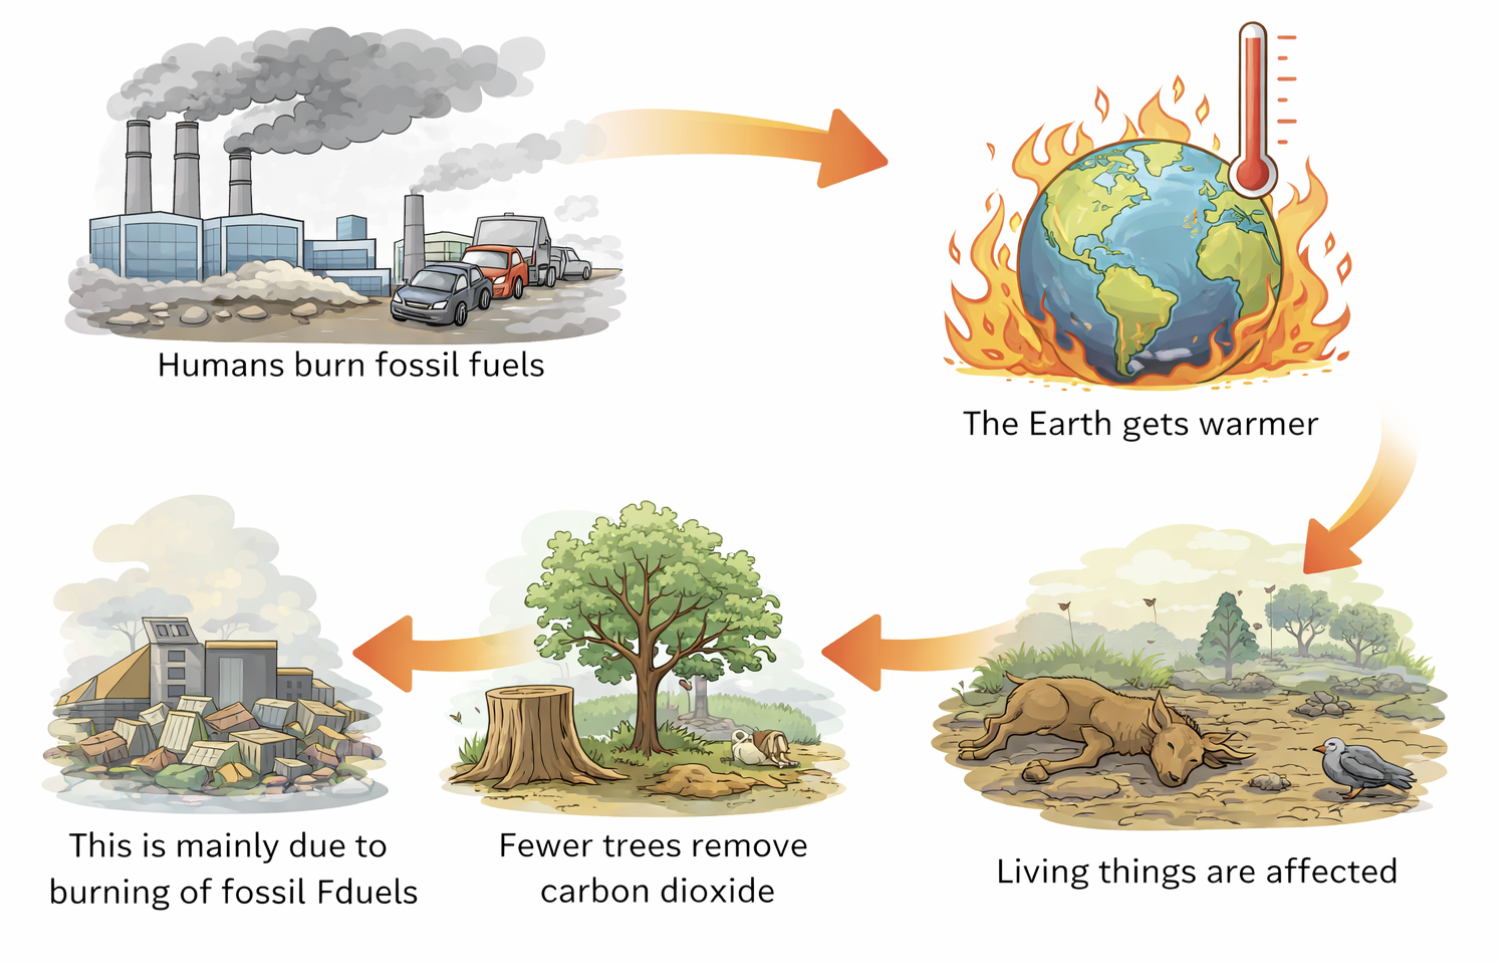 Humans burn fossil fuels
The Earth gets warmer
Living things are affected
Fewer trees remove
carbon dioxide
This is mainly due to
burning of fossil Fduels